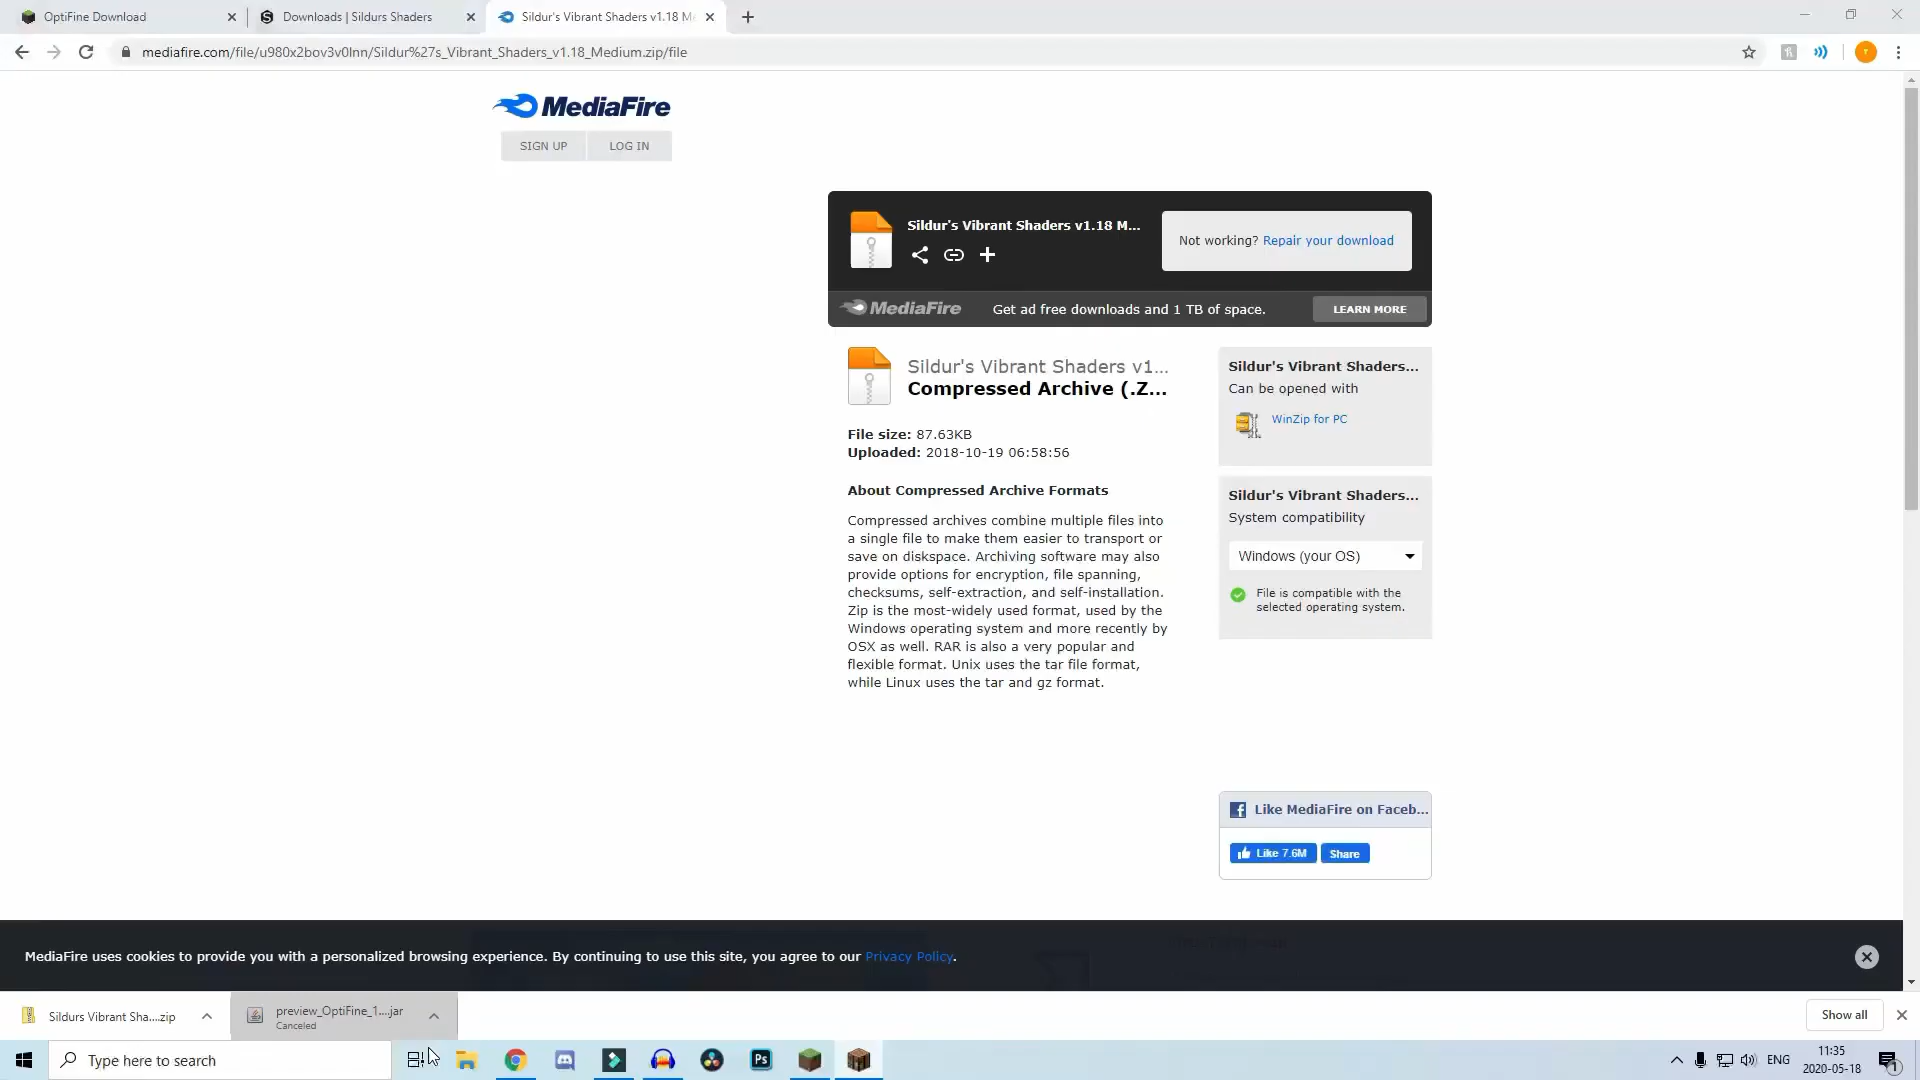 OptiFine Download
Downloads | Sildurs Shaders
Sildur's Vibrant Shaders v1.18 Me
mediafire.com/file/u980x2bov3v0lnn/Sildur%27s_Vibrant_Shaders_v1.18_Medium.zip/file
MediaFire
SIGN UP
LOG IN
Sildur's Vibrant Shaders v1.18 M...
Not working? Repair your download
MediaFire
Get ad free downloads and 1 TB of space.
LEARN MORE
Sildur's Vibrant Shaders v1...
Compressed Archive (.Z...
File size: 87.63KB
Uploaded: 2018-10-19 06:58:56
About Compressed Archive Formats
Compressed archives combine multiple files into
a single file to make them easier to transport or
save on diskspace. Archiving software may also
provide options for encryption, file spanning,
checksums, self-extraction, and self-installation.
Zip is the most-widely used format, used by the
Windows operating system and more recently by
OSX as well. RAR is also a very popular and
flexible format. Unix uses the tar file format,
while Linux uses the tar and gz format.
Sildur's Vibrant Shaders...
Can be opened with
WinZip for PC
Sildur's Vibrant Shaders...
System compatibility
Windows (your OS)
File is compatible with the
selected operating system.
Like MediaFire on Faceb...
Like 7.6M
Share
MediaFire uses cookies to provide you with a personalized browsing experience. By continuing to use this site, you agree to our Privacy Policy.
Sildurs Vibrant Sha....zip
preview_OptiFine_1....jar
Canceled
Show all
Type here to search
Ps
ENG
11:35
2020-05-18
1